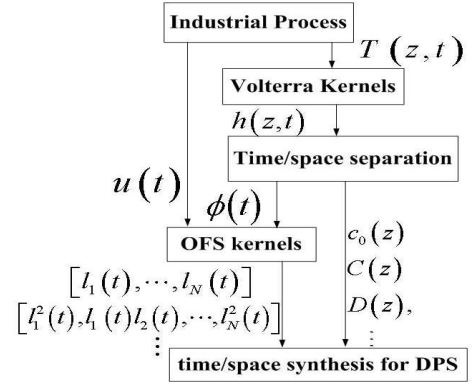 Industrial Process
T(z,t)
Volterra Kernels
h(z,t)
Time/space separation
u(t)
ϕ(t)
OFS kernels
c₀(z)
C(z)
D(z),
⋮
[l₁(t),⋯,l_N(t)]
[l₁²(t),l₁(t)l₂(t),⋯,l_N²(t)]
⋮
time/space synthesis for DPS